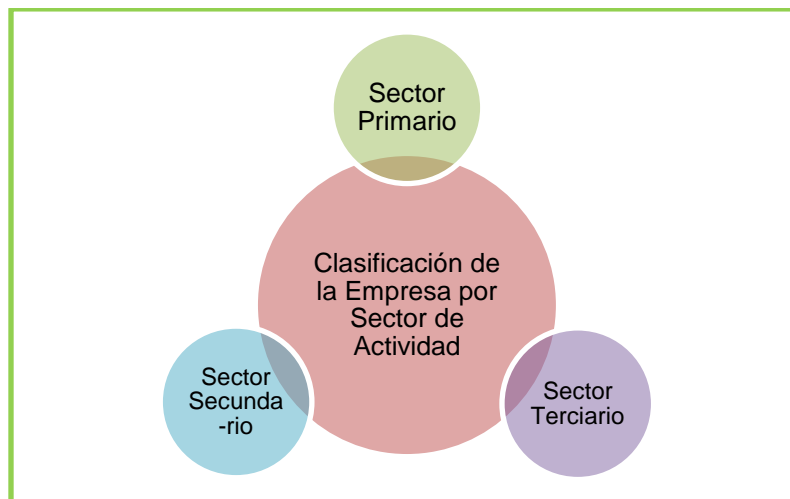 Sector
Primario
Clasificación de
la Empresa por
Sector de
Actividad
Sector
Secunda
-rio
Sector
Terciario